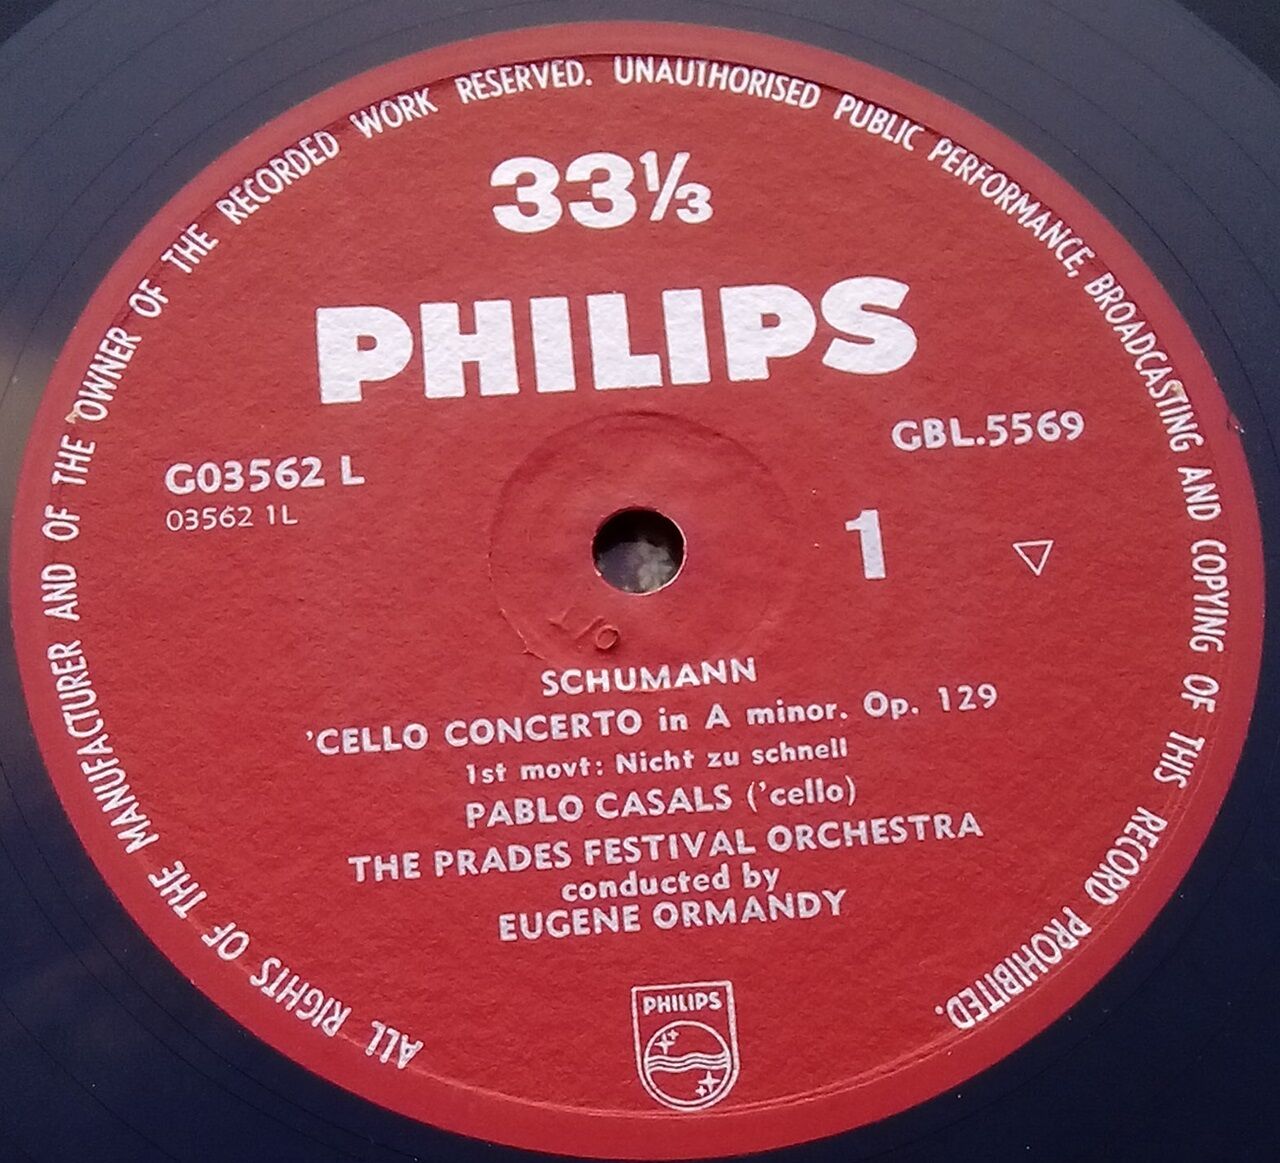 ALL RIGHTS OF THE MANUFACTURER AND OF THE OWNER OF THE RECORDED WORK RESERVED. UNAUTHORISED PUBLIC PERFORMANCE, BROADCASTING AND COPYING OF THIS RECORD PROHIBITED.
33⅓
PHILIPS
GBL.5569
G03562 L
03562 1L
1
SCHUMANN
'CELLO CONCERTO in A minor. Op. 129
1st movt: Nicht zu schnell
PABLO CASALS ('cello)
THE PRADES FESTIVAL ORCHESTRA
conducted by
EUGENE ORMANDY
PHILIPS